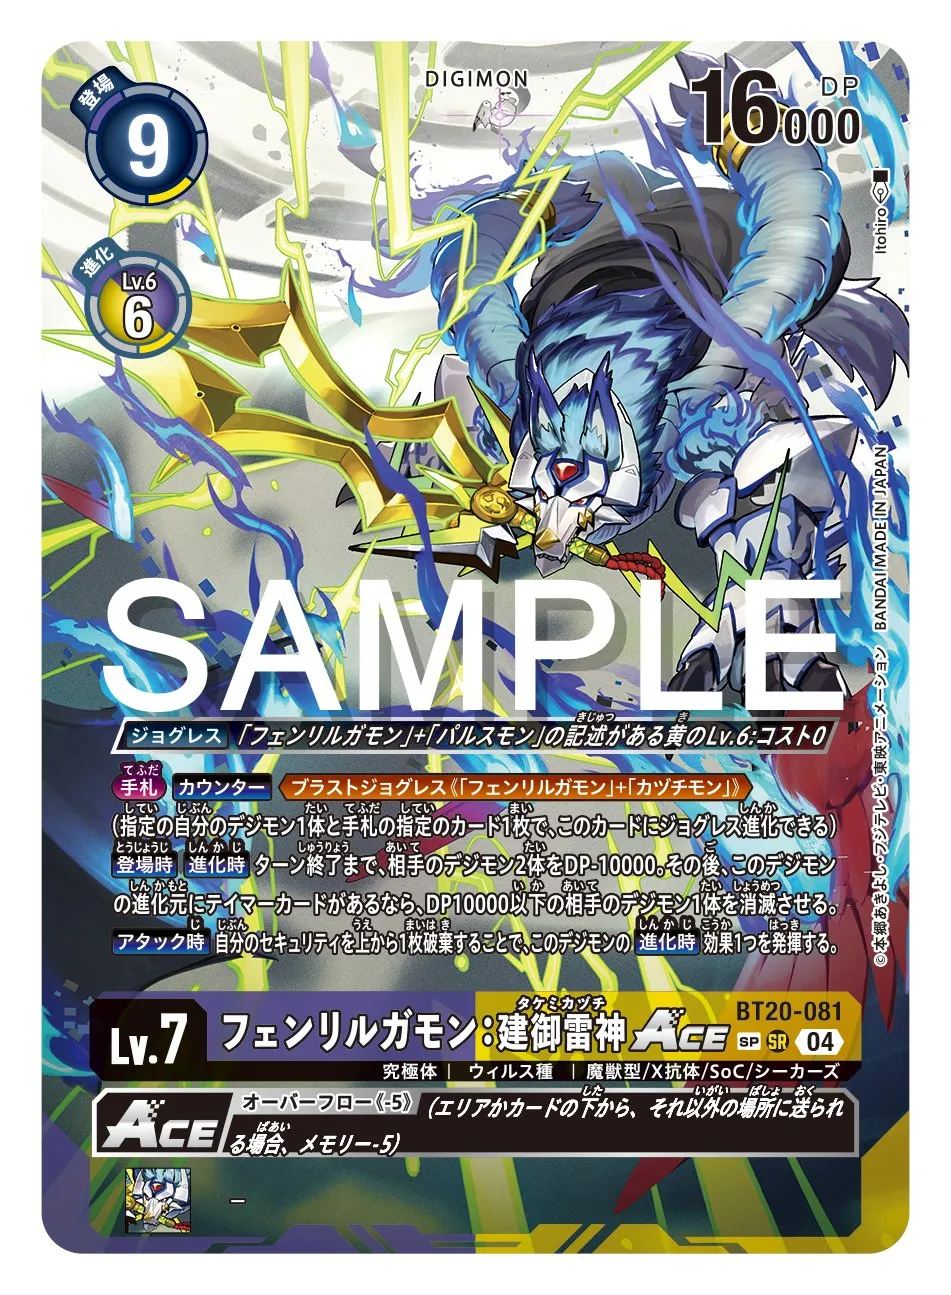 登場
9
DIGIMON
16000
DP
進化
Lv.6
6
Itohiro
BANDAI MADE IN JAPAN
©本郷あきよし・フジテレビ・東映アニメーション
SAMPLE
ジョグレス 「フェンリルガモン」+「パルスモン」の記述がある黄のLv.6:コスト0
手札 カウンター ブラストジョグレス《「フェンリルガモン」+「カヅチモン」》
(指定の自分のデジモン1体と手札の指定のカード1枚で、このカードにジョグレス進化できる)
登場時 進化時 ターン終了まで、相手のデジモン2体をDP-10000。その後、このデジモン
の進化元にテイマーカードがあるなら、DP10000以下の相手のデジモン1体を消滅させる。
アタック時 自分のセキュリティを上から1枚破棄することで、このデジモンの 進化時 効果1つを発揮する。
Lv.7
フェンリルガモン:建御雷神 ACE
タケミカヅチ
BT20-081
SP SR 04
究極体 | ウィルス種 | 魔獣型/X抗体/SoC/シーカーズ
ACE
オーバーフロー《-5》 (エリアかカードの下から、それ以外の場所に送られ
る場合、メモリー-5)
–